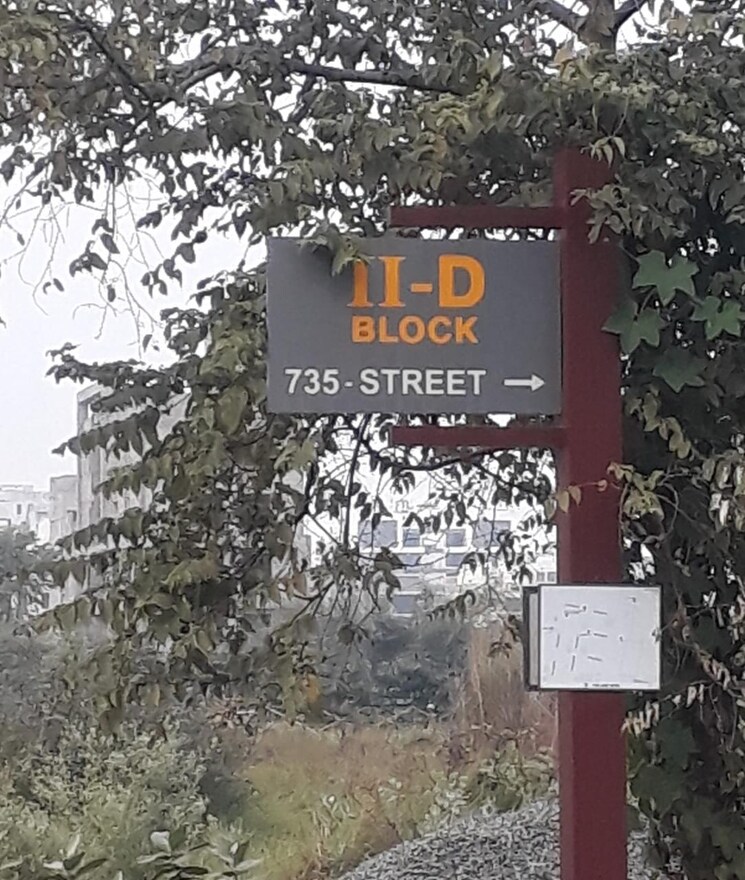 II-D
BLOCK
735-STREET →